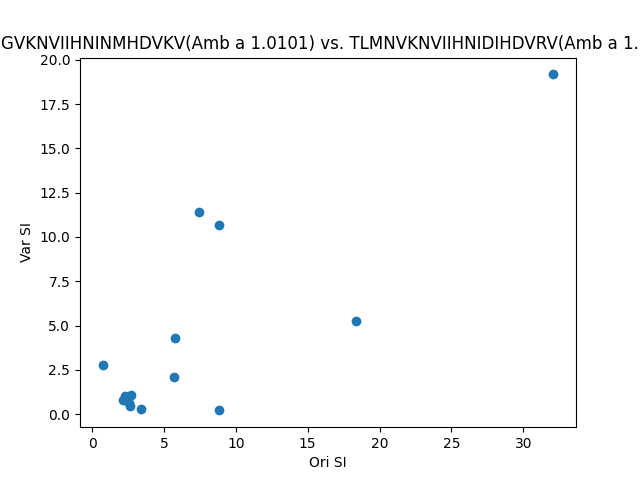 GVKNVIIHNINMHDVKV(Amb a 1.0101) vs. TLMNVKNVIIHNIDIHDVRV(Amb a 1.
20.0
17.5
15.0
12.5
10.0
7.5
5.0
2.5
0.0
Var SI
0 5 10 15 20 25 30
Ori SI